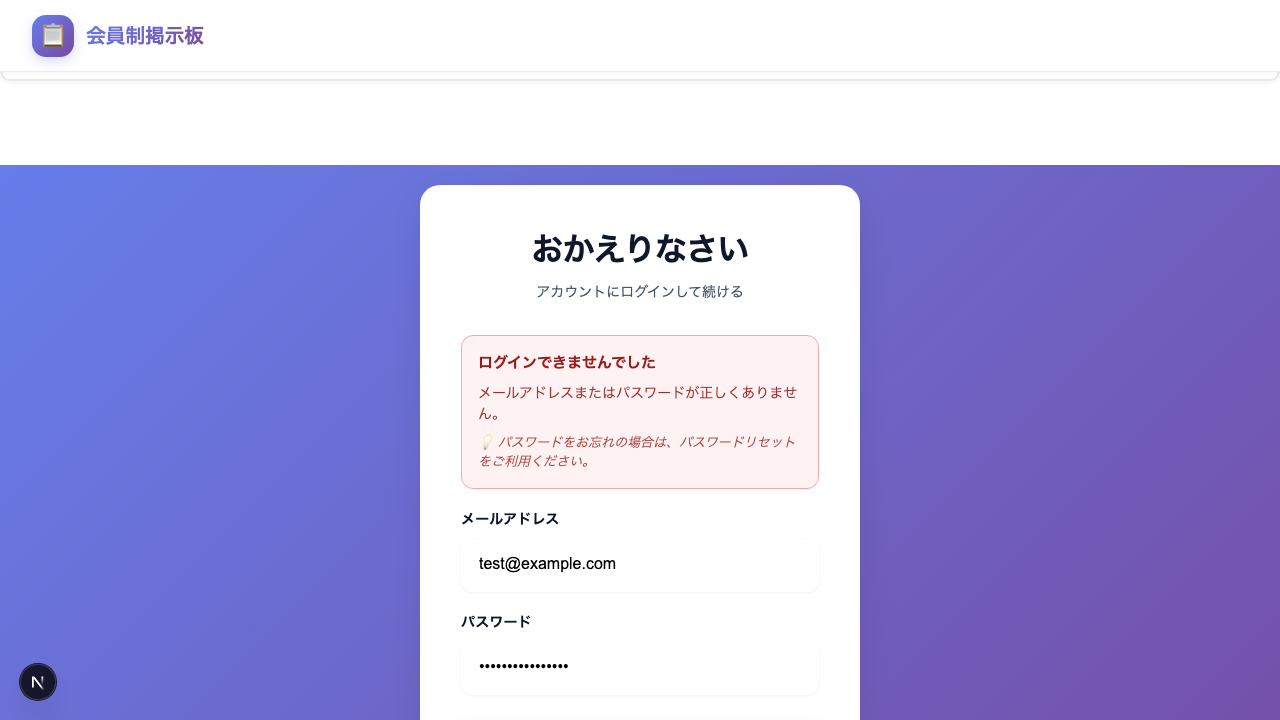 会員制掲示板
おかえりなさい
アカウントにログインして続ける
ログインできませんでした
メールアドレスまたはパスワードが正しくありませ
ん。
💡 パスワードをお忘れの場合は、パスワードリセット
をご利用ください。
メールアドレス
test@example.com
パスワード
••••••••••••••••
N